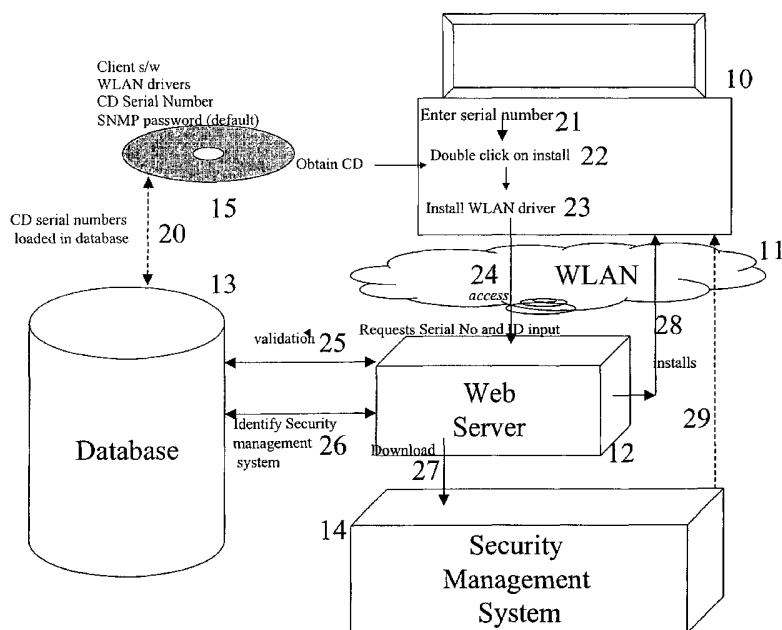 Client s/w
WLAN drivers
CD Serial Number
SNMP password (default)
10
Enter serial number
21
Obtain CD
Double click on install
22
15
Install WLAN driver
23
CD serial numbers
loaded in database
20
11
24
WLAN
access
13
Requests Serial No and ID input
28
validation
25
installs
Web
Server
29
Database
Identify Security
management
system
26
Download
27
12
14
Security
Management
System